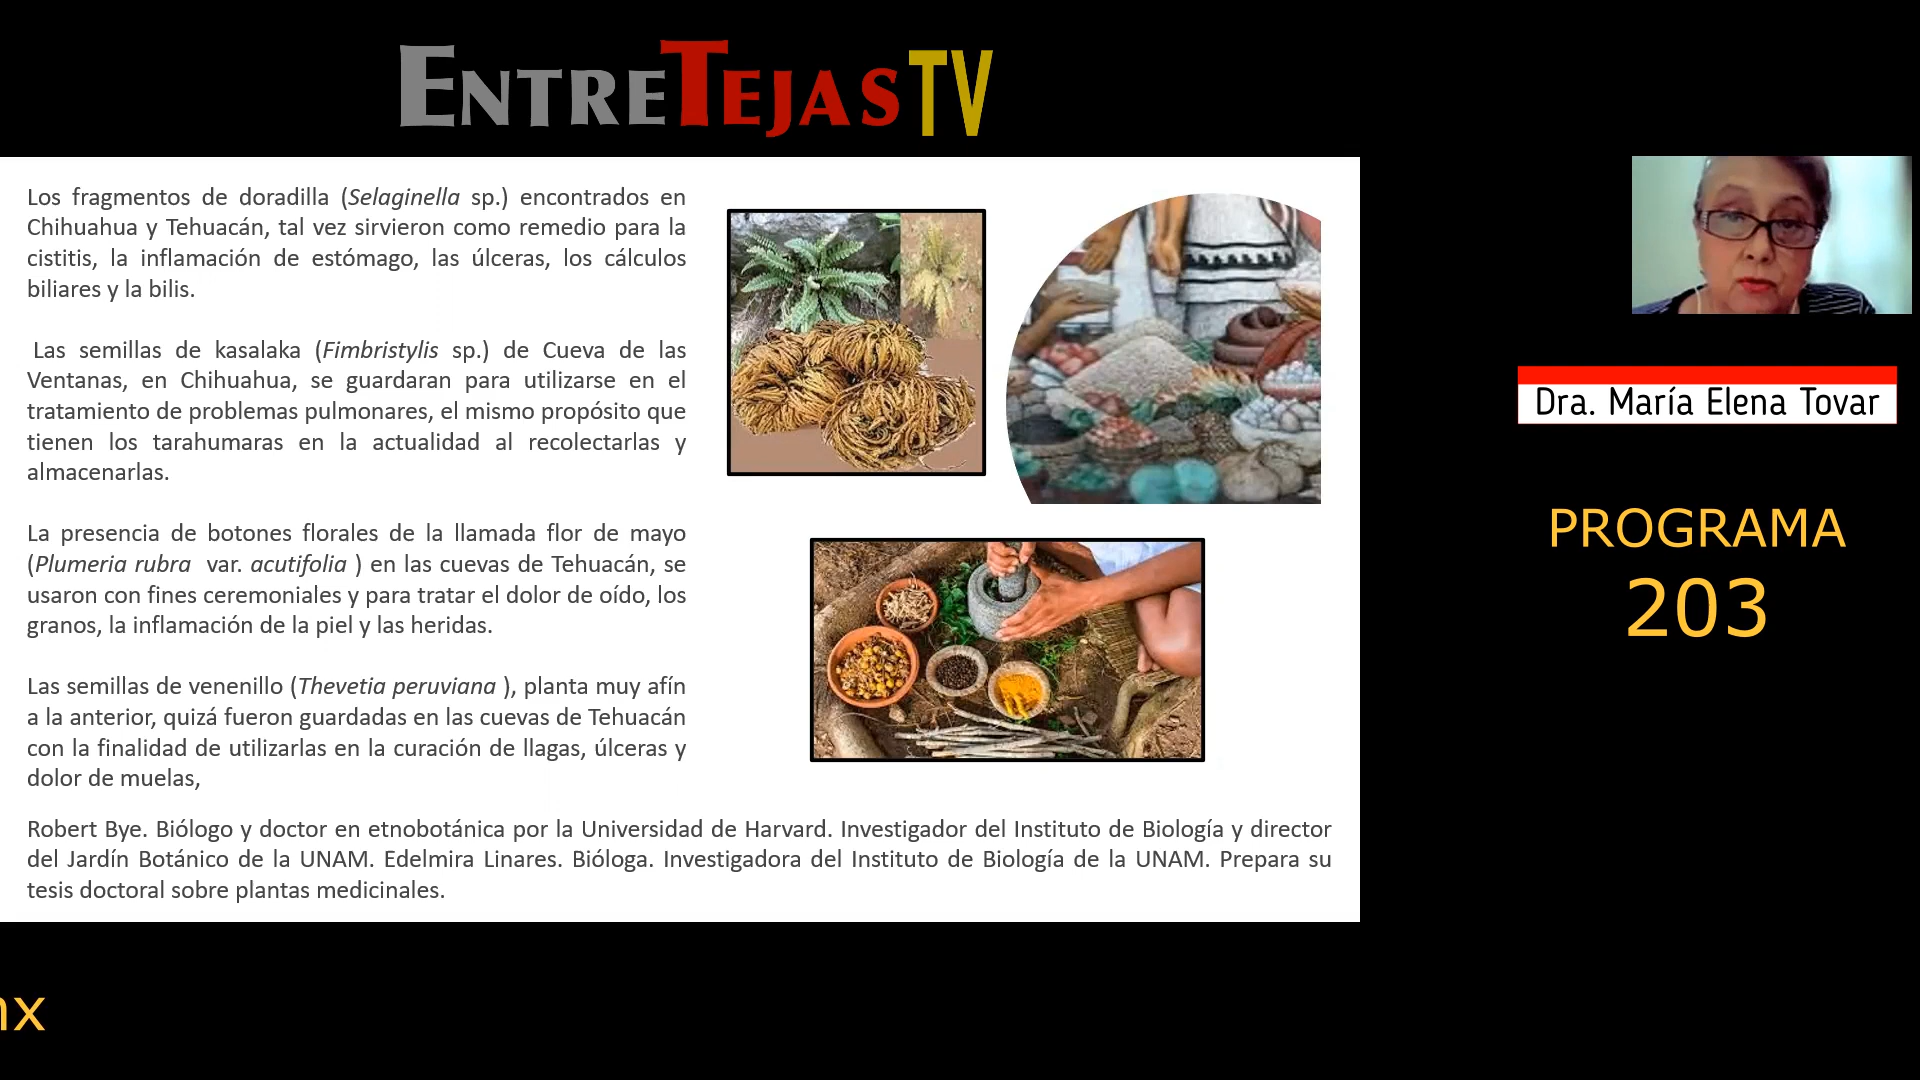 ENTRETEJAS TV
Los fragmentos de doradilla (Selaginella sp.) encontrados en
Chihuahua y Tehuacán, tal vez sirvieron como remedio para la
cistitis, la inflamación de estómago, las úlceras, los cálculos
biliares y la bilis.
Las semillas de kasalaka (Fimbristylis sp.) de Cueva de las
Ventanas, en Chihuahua, se guardaran para utilizarse en el
tratamiento de problemas pulmonares, el mismo propósito que
tienen los tarahumaras en la actualidad al recolectarlas y
almacenarlas.
La presencia de botones florales de la llamada flor de mayo
(Plumeria rubra var. acutifolia ) en las cuevas de Tehuacán, se
usaron con fines ceremoniales y para tratar el dolor de oído, los
granos, la inflamación de la piel y las heridas.
Las semillas de venenillo (Thevetia peruviana ), planta muy afín
a la anterior, quizá fueron guardadas en las cuevas de Tehuacán
con la finalidad de utilizarlas en la curación de llagas, úlceras y
dolor de muelas,
Robert Bye. Biólogo y doctor en etnobotánica por la Universidad de Harvard. Investigador del Instituto de Biología y director
del Jardín Botánico de la UNAM. Edelmira Linares. Bióloga. Investigadora del Instituto de Biología de la UNAM. Prepara su
tesis doctoral sobre plantas medicinales.
Dra. María Elena Tovar
PROGRAMA
203